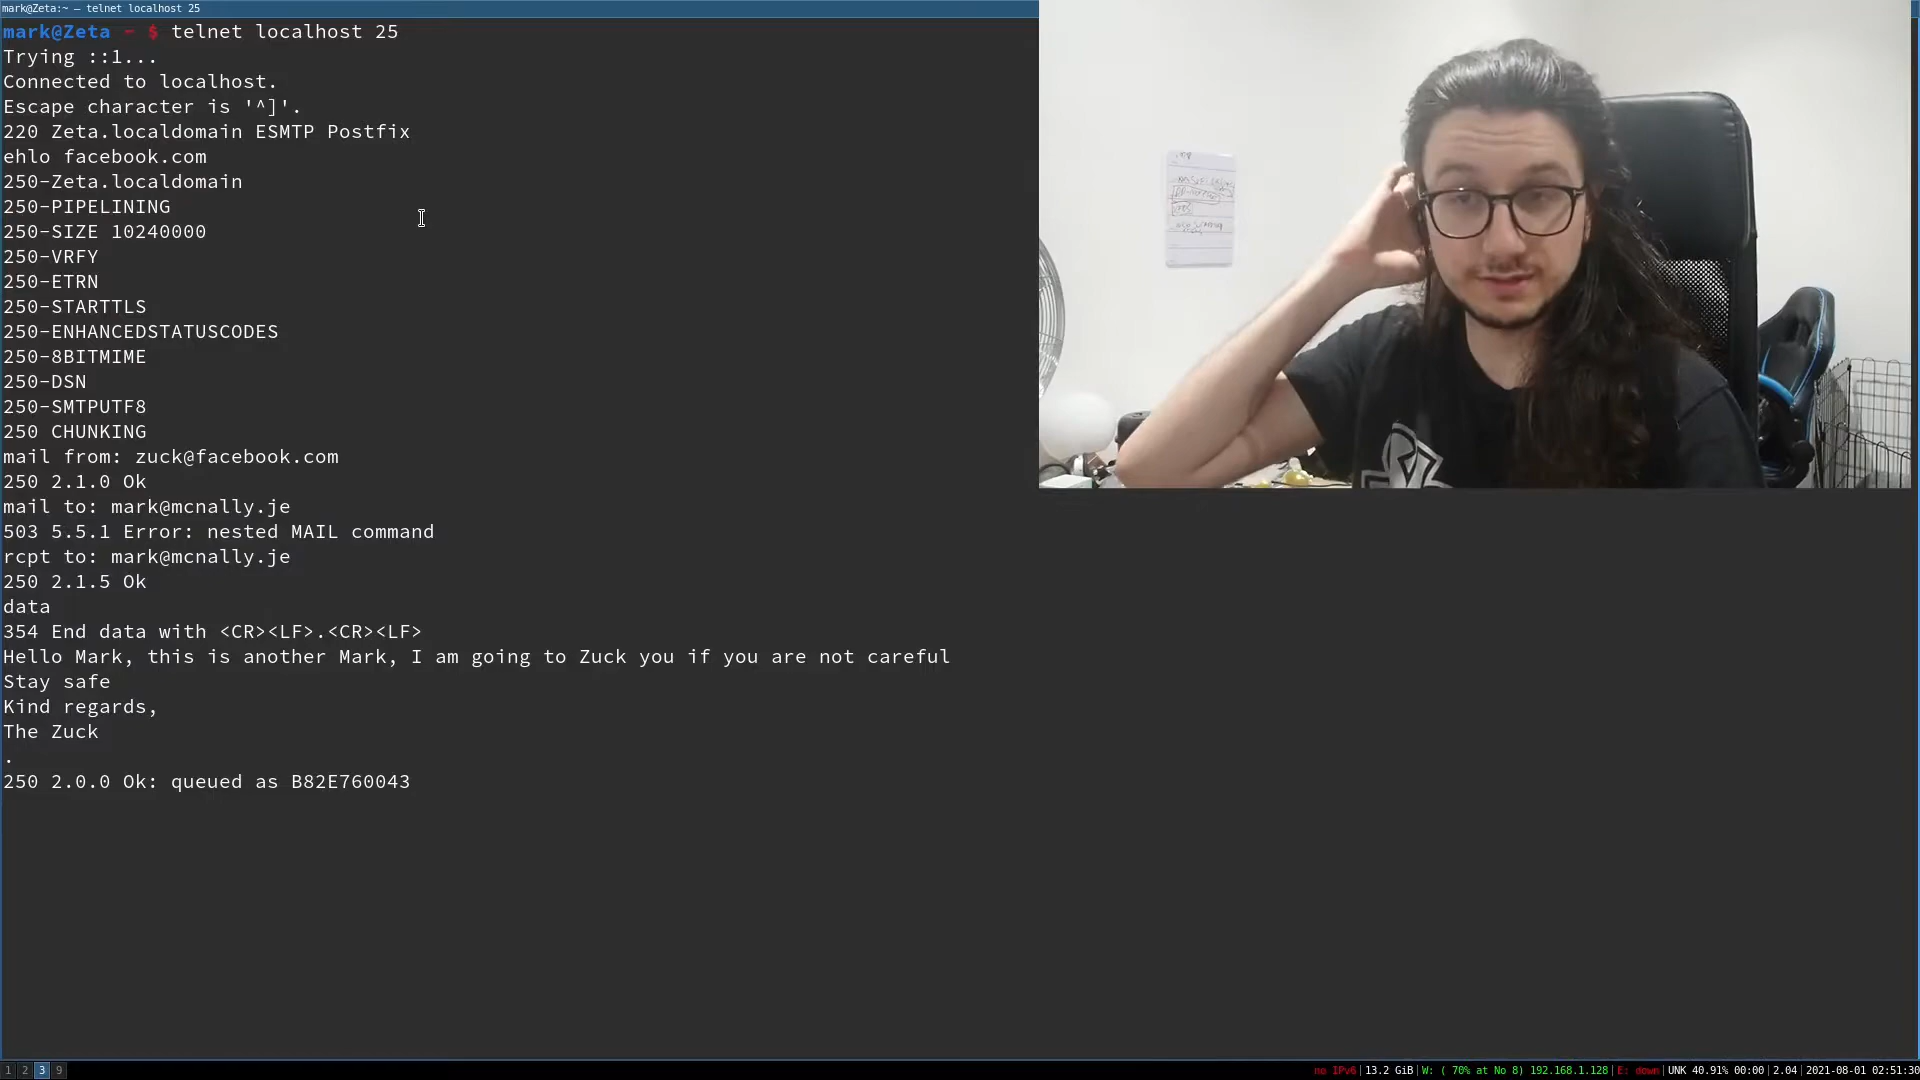 mark@Zeta:~ — telnet localhost 25
mark@Zeta ~ $ telnet localhost 25
Trying ::1...
Connected to localhost.
Escape character is '^]'.
220 Zeta.localdomain ESMTP Postfix
ehlo facebook.com
250-Zeta.localdomain
250-PIPELINING
250-SIZE 10240000
250-VRFY
250-ETRN
250-STARTTLS
250-ENHANCEDSTATUSCODES
250-8BITMIME
250-DSN
250-SMTPUTF8
250 CHUNKING
mail from: zuck@facebook.com
250 2.1.0 Ok
mail to: mark@mcnally.je
503 5.5.1 Error: nested MAIL command
rcpt to: mark@mcnally.je
250 2.1.5 Ok
data
354 End data with <CR><LF>.<CR><LF>
Hello Mark, this is another Mark, I am going to Zuck you if you are not careful
Stay safe
Kind regards,
The Zuck
.
250 2.0.0 Ok: queued as B82E760043
1 2 3 9
no IPv6|13.2 GiB|W: ( 70% at No 8) 192.168.1.128|E: down|UNK 40.91% 00:00|2.04|2021-08-01 02:51:30